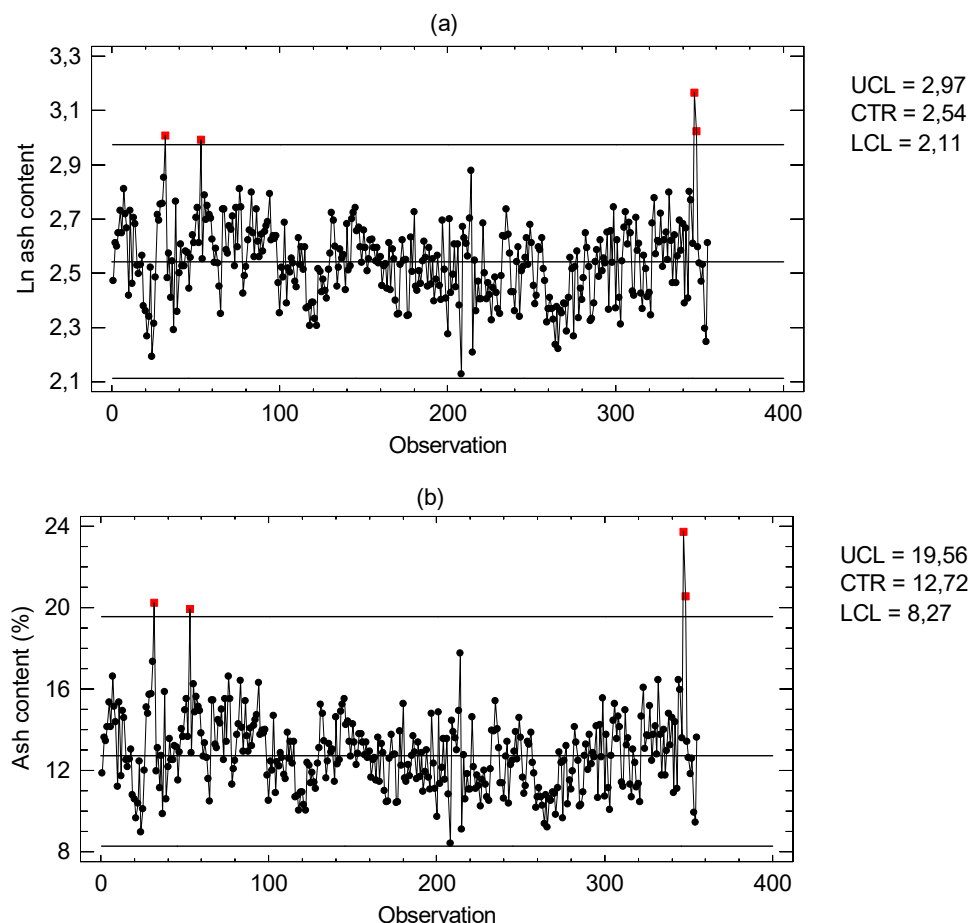 (a)
3,3
3,1
2,9
2,7
2,5
2,3
2,1
Ln ash content
0
100
200
300
400
Observation
UCL = 2,97
CTR = 2,54
LCL = 2,11
(b)
24
20
16
12
8
Ash content (%)
0
100
200
300
400
Observation
UCL = 19,56
CTR = 12,72
LCL = 8,27